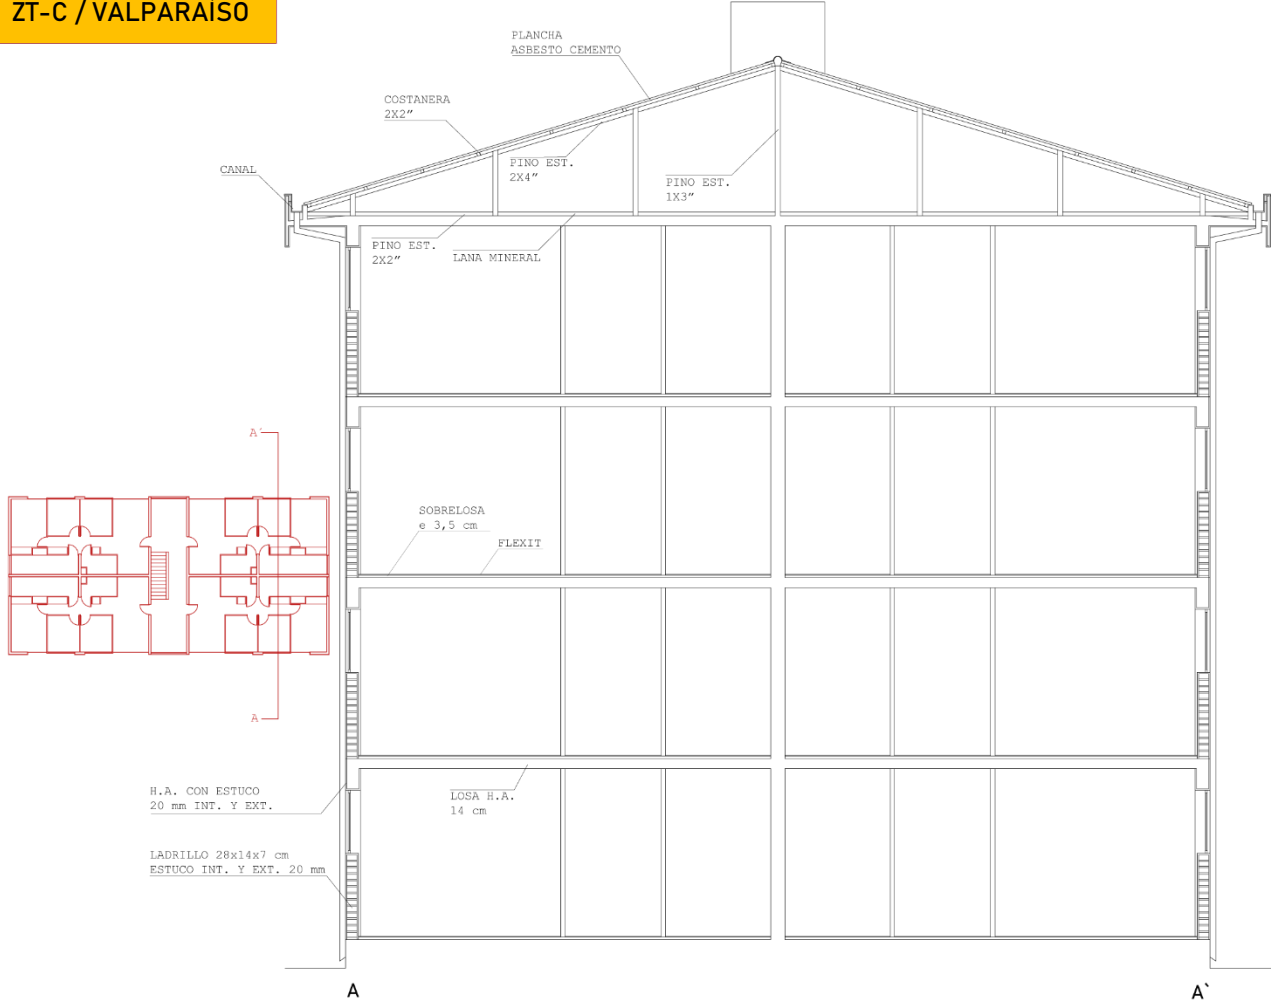 ZT-C / VALPARAÍSO
PLANCHA
ASBESTO CEMENTO
COSTANERA
2X2"
PINO EST.
2X4"
CANAL
PINO EST.
1X3"
PINO EST.
2X2"
LANA MINERAL
A'
SOBRELOSA
e 3,5 cm
FLEXIT
A
H.A. CON ESTUCO
20 mm INT. Y EXT.
LOSA H.A.
14 cm
LADRILLO 28x14x7 cm
ESTUCO INT. Y EXT. 20 mm
A
A`